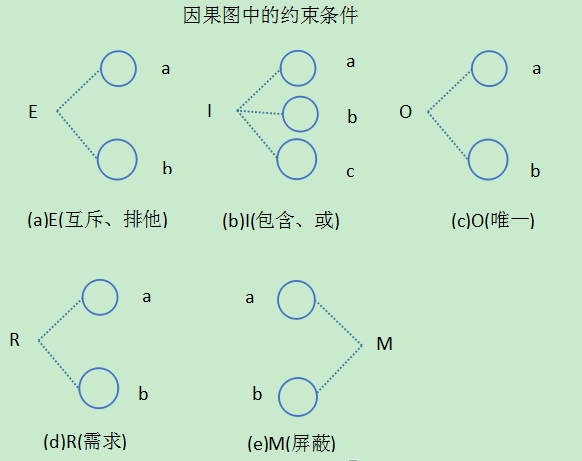 因果图中的约束条件
a
E
b
(a)E(互斥、排他)
a
I
b
c
(b)I(包含、或)
a
O
b
(c)O(唯一)
a
R
b
(d)R(需求)
a
M
b
(e)M(屏蔽)